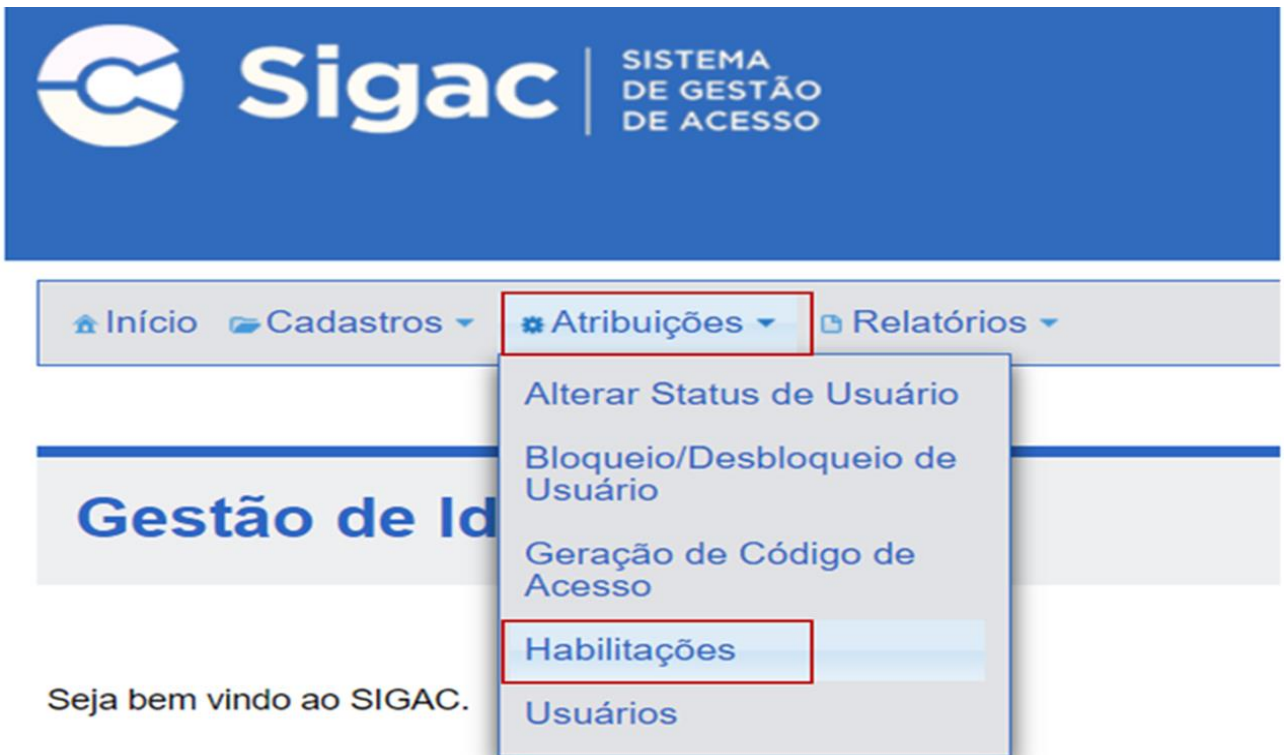 Sigac
SISTEMA
DE GESTÃO
DE ACESSO
Início Cadastros Atribuições Relatórios
Alterar Status de Usuário
Bloqueio/Desbloqueio de
Usuário
Geração de Código de
Acesso
Habilitações
Usuários
Gestão de Id
Seja bem vindo ao SIGAC.